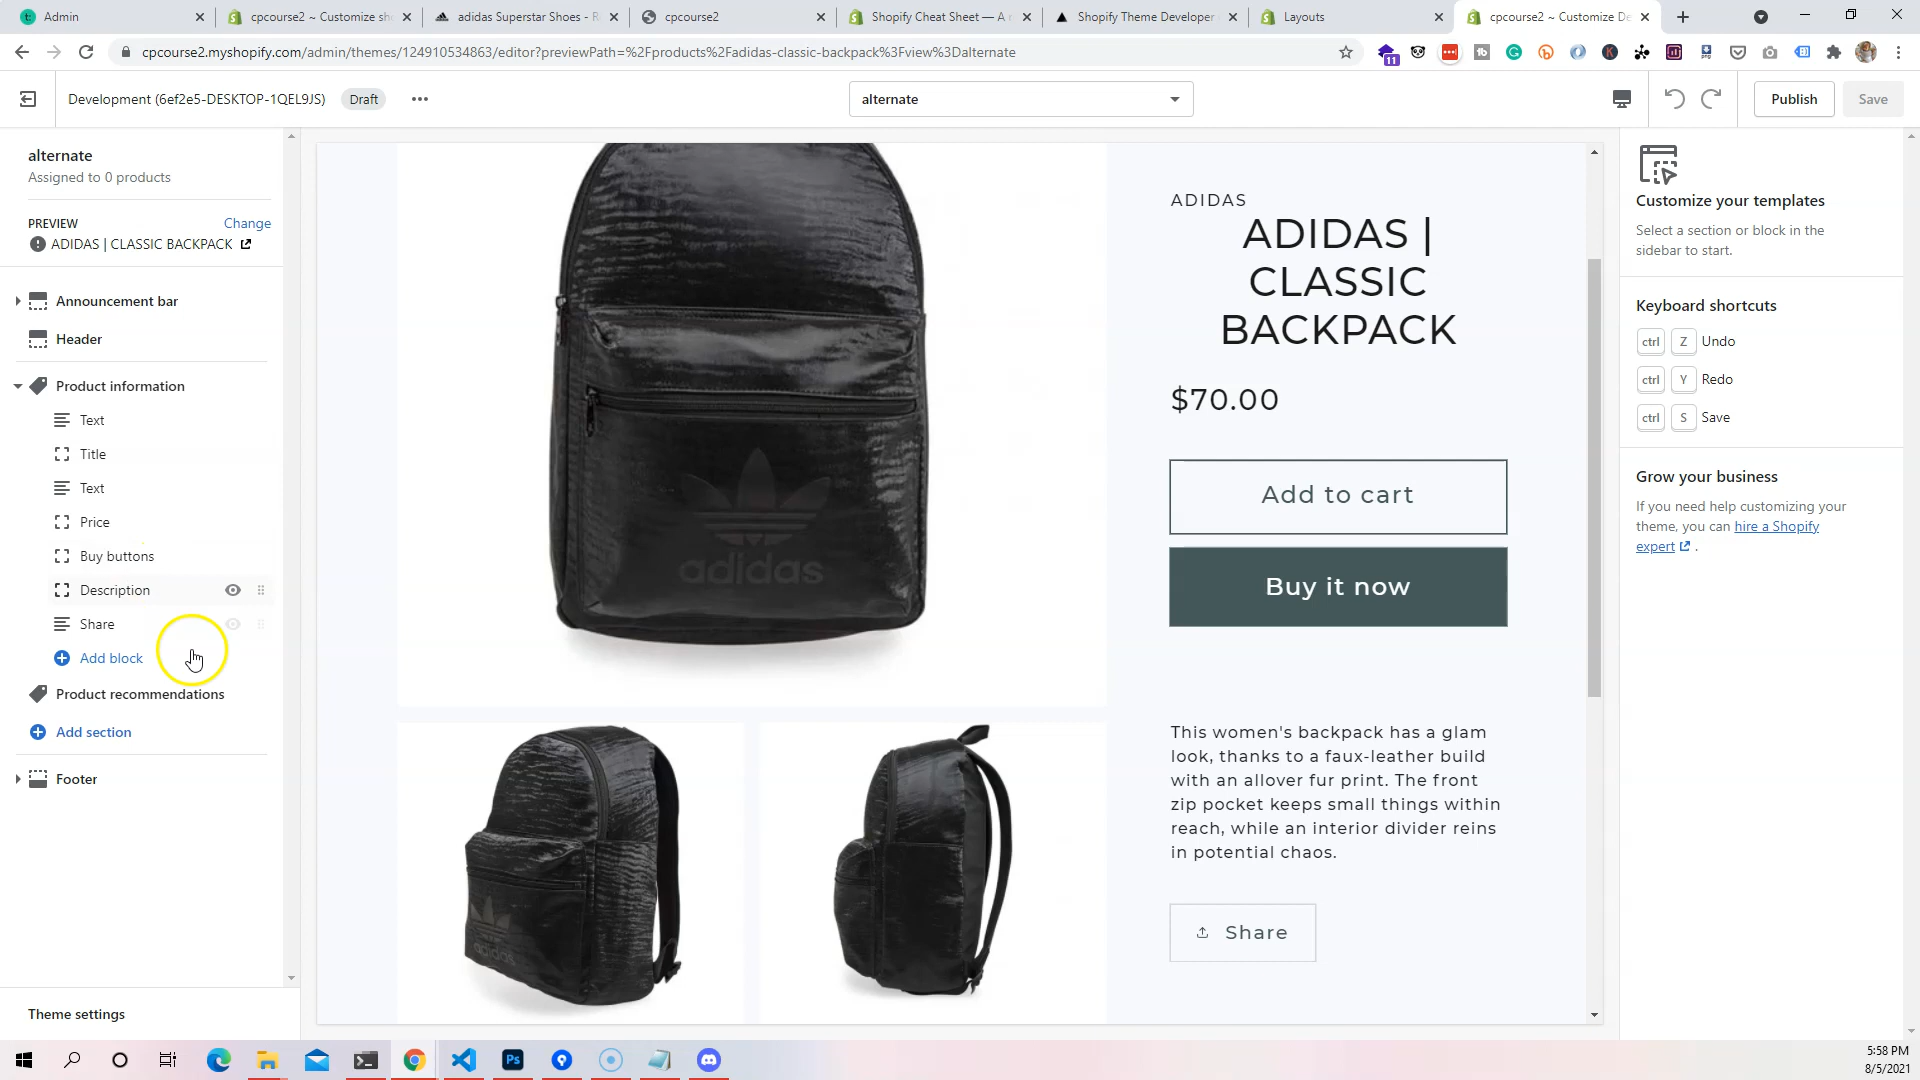 Admin
cpcourse2 ~ Customize sh
adidas Superstar Shoes - R
cpcourse2
Shopify Cheat Sheet — A r
Shopify Theme Developer
Layouts
cpcourse2 ~ Customize De
cpcourse2.myshopify.com/admin/themes/124910534863/editor?previewPath=%2Fproducts%2Fadidas-classic-backpack%3Fview%3Dalternate
11
Development (6ef2e5-DESKTOP-1QEL9JS)
Draft
alternate
Publish
Save
alternate
Assigned to 0 products
PREVIEW
Change
ADIDAS | CLASSIC BACKPACK
Announcement bar
Header
Product information
Text
Title
Text
Price
Buy buttons
Description
Share
Add block
Product recommendations
Add section
Footer
Theme settings
adidas
adidas
ADIDAS
ADIDAS |
CLASSIC
BACKPACK
$70.00
Add to cart
Buy it now
This women's backpack has a glam
look, thanks to a faux-leather build
with an allover fur print. The front
zip pocket keeps small things within
reach, while an interior divider reins
in potential chaos.
Share
Customize your templates
Select a section or block in the
sidebar to start.
Keyboard shortcuts
ctrl Z Undo
ctrl Y Redo
ctrl S Save
Grow your business
If you need help customizing your
theme, you can hire a Shopify
expert .
Ps
5:58 PM
8/5/2021